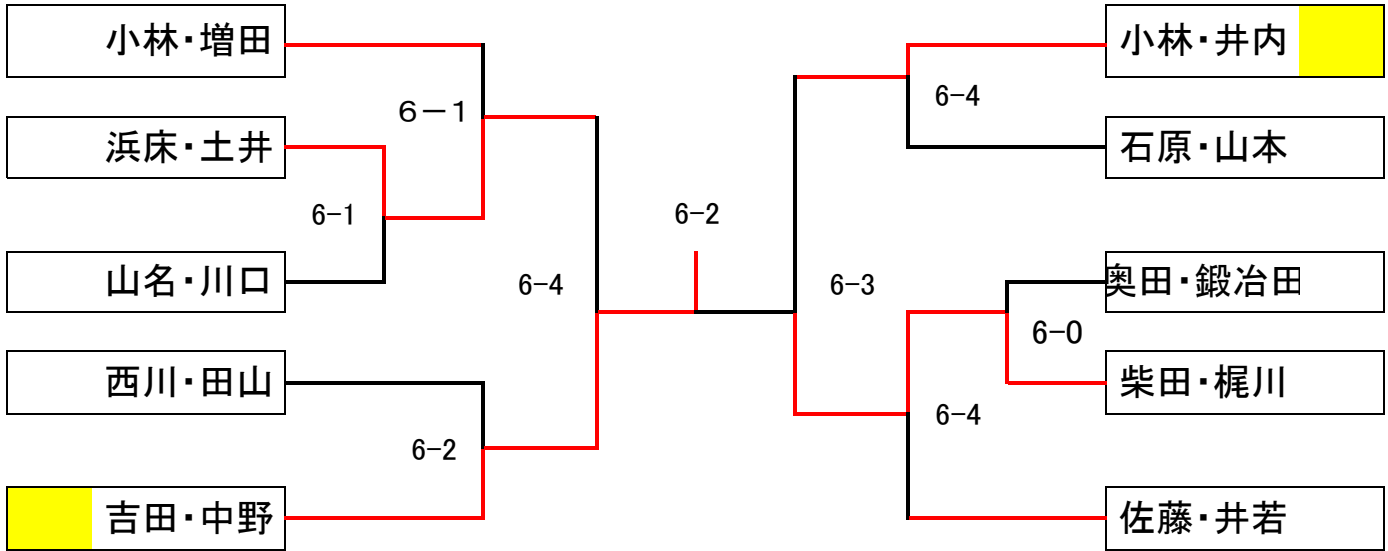 小林・増田
浜床・土井
山名・川口
西川・田山
吉田・中野
6－1
6-1
6-4
6-2
6-2
6-3
6-4
6-0
6-4
小林・井内
石原・山本
奥田・鍛冶田
柴田・梶川
佐藤・井若